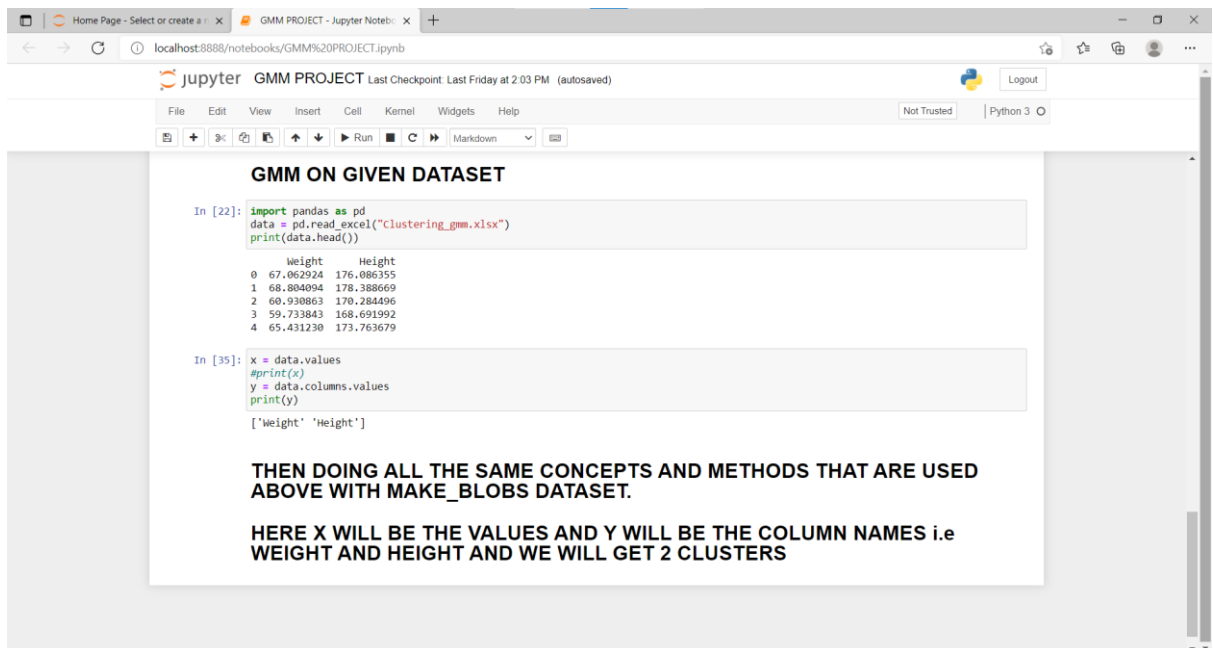 Home Page - Select or create a n
GMM PROJECT - Jupyter Notebo
localhost:8888/notebooks/GMM%20PROJECT.ipynb
jupyter GMM PROJECT Last Checkpoint: Last Friday at 2:03 PM (autosaved)
Logout
File Edit View Insert Cell Kernel Widgets Help
Not Trusted Python 3
Run Markdown
GMM ON GIVEN DATASET
In [22]: import pandas as pd
data = pd.read_excel("Clustering_gmm.xlsx")
print(data.head())
Weight Height
0 67.062924 176.086355
1 68.804094 178.388669
2 60.930863 170.284496
3 59.733843 168.691992
4 65.431230 173.763679
In [35]: x = data.values
#print(x)
y = data.columns.values
print(y)
['Weight' 'Height']
THEN DOING ALL THE SAME CONCEPTS AND METHODS THAT ARE USED
ABOVE WITH MAKE_BLOBS DATASET.
HERE X WILL BE THE VALUES AND Y WILL BE THE COLUMN NAMES i.e
WEIGHT AND HEIGHT AND WE WILL GET 2 CLUSTERS